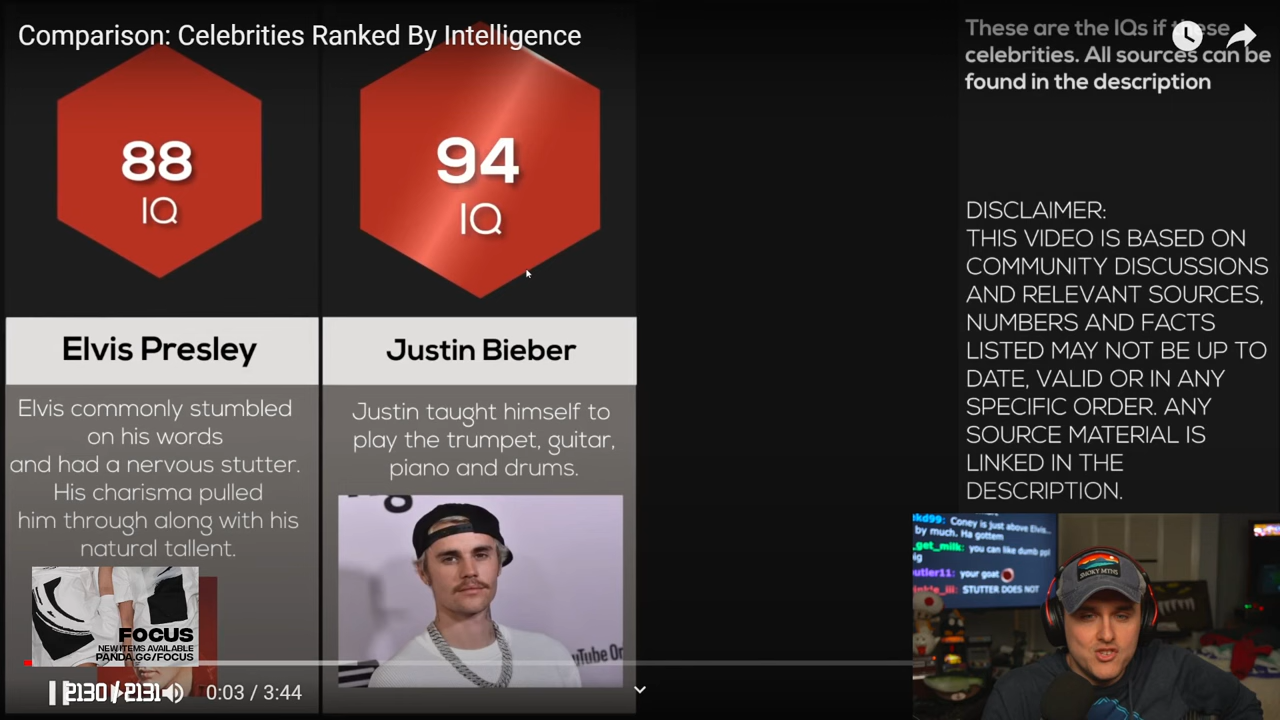 Comparison: Celebrities Ranked By Intelligence
These are the IQs if these
celebrities. All sources can be
found in the description
88
IQ
94
IQ
DISCLAIMER:
THIS VIDEO IS BASED ON
COMMUNITY DISCUSSIONS
AND RELEVANT SOURCES,
NUMBERS AND FACTS
LISTED MAY NOT BE UP TO
DATE, VALID OR IN ANY
SPECIFIC ORDER. ANY
SOURCE MATERIAL IS
LINKED IN THE
DESCRIPTION.
Elvis Presley
Justin Bieber
Elvis commonly stumbled
on his words
and had a nervous stutter.
His charisma pulled
him through along with his
natural tallent.
Justin taught himself to
play the trumpet, guitar,
piano and drums.
FOCUS
NEW ITEMS AVAILABLE
PANDA.GG/FOCUS
2130 / 2131
0:03 / 3:44
kd99: Coney is just above Elvis...
by much. Ha gottem
_get_milk: you can like dumb ppl
your goat
STUTTER DOES NOT
SMOKY MTNS